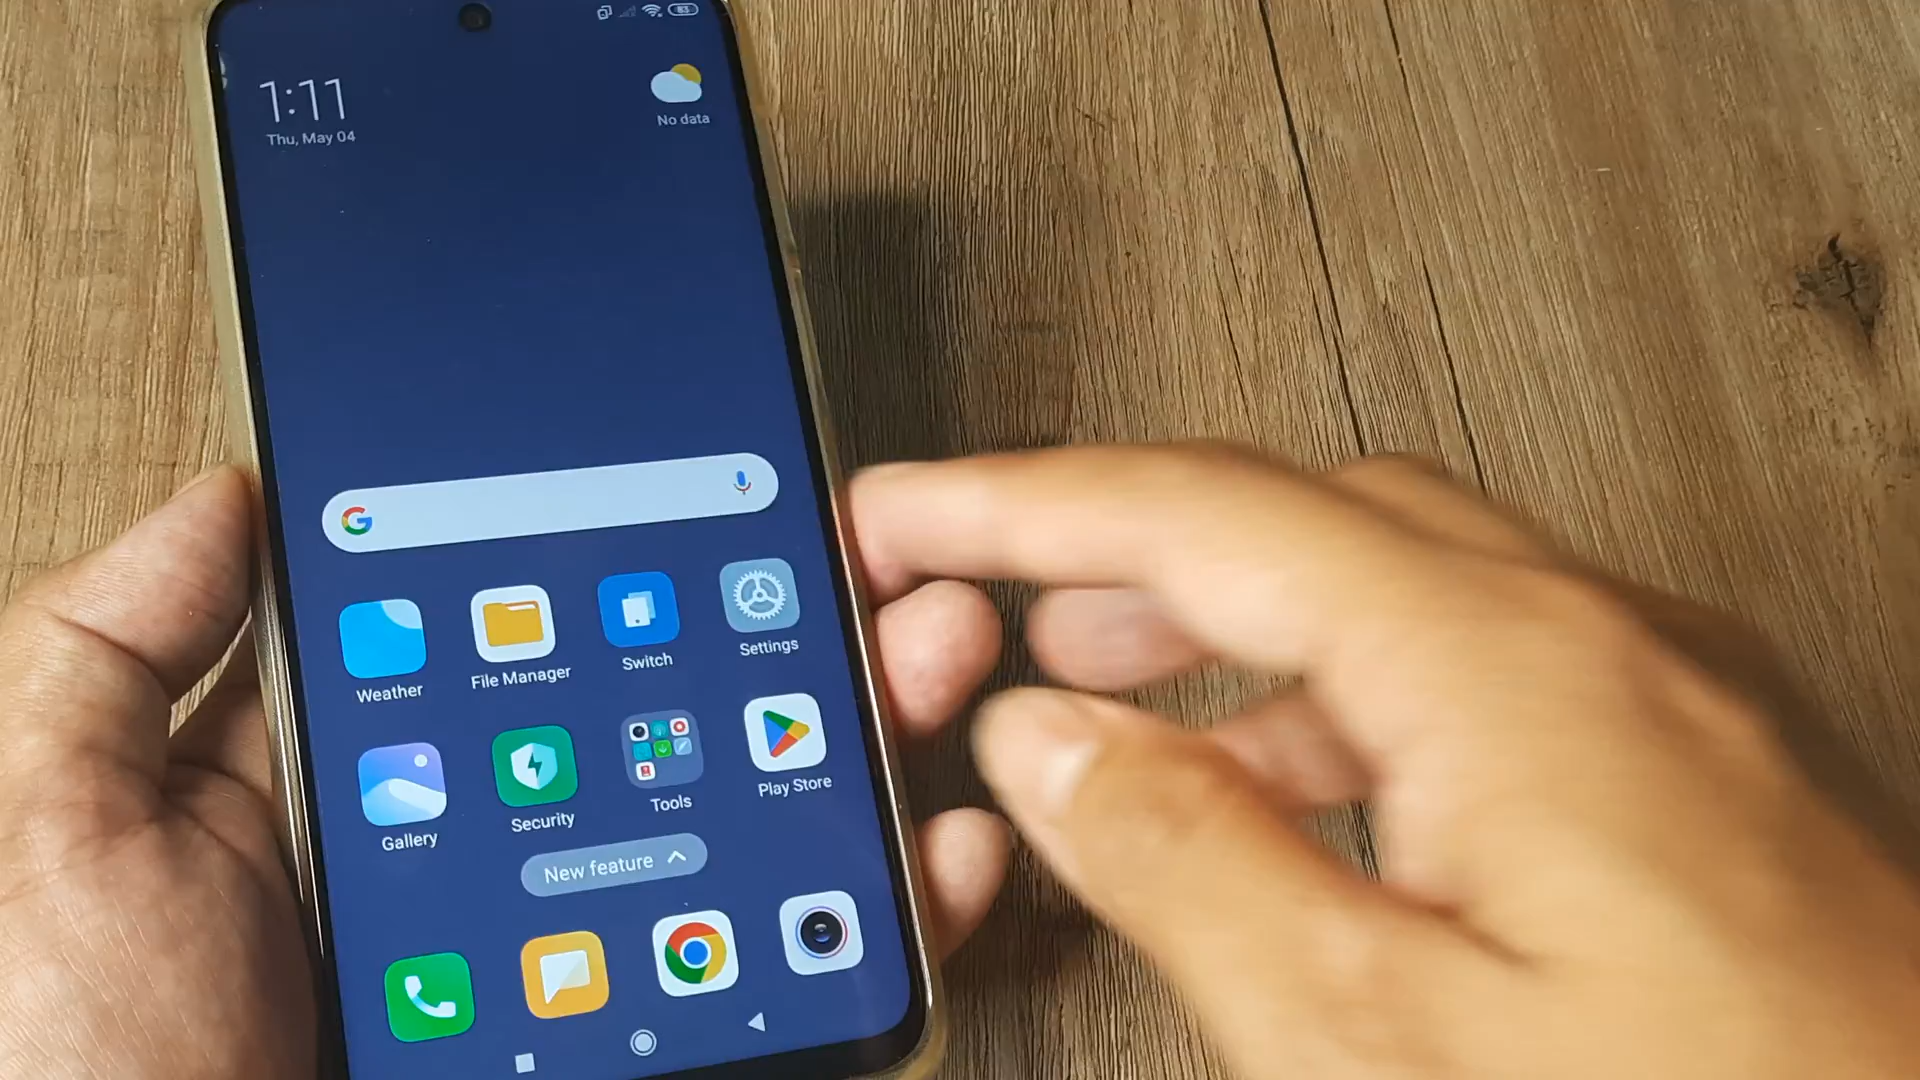 83
1:11
Thu, May 04
No data
Weather
File Manager
Switch
Settings
Gallery
Security
Tools
Play Store
New feature